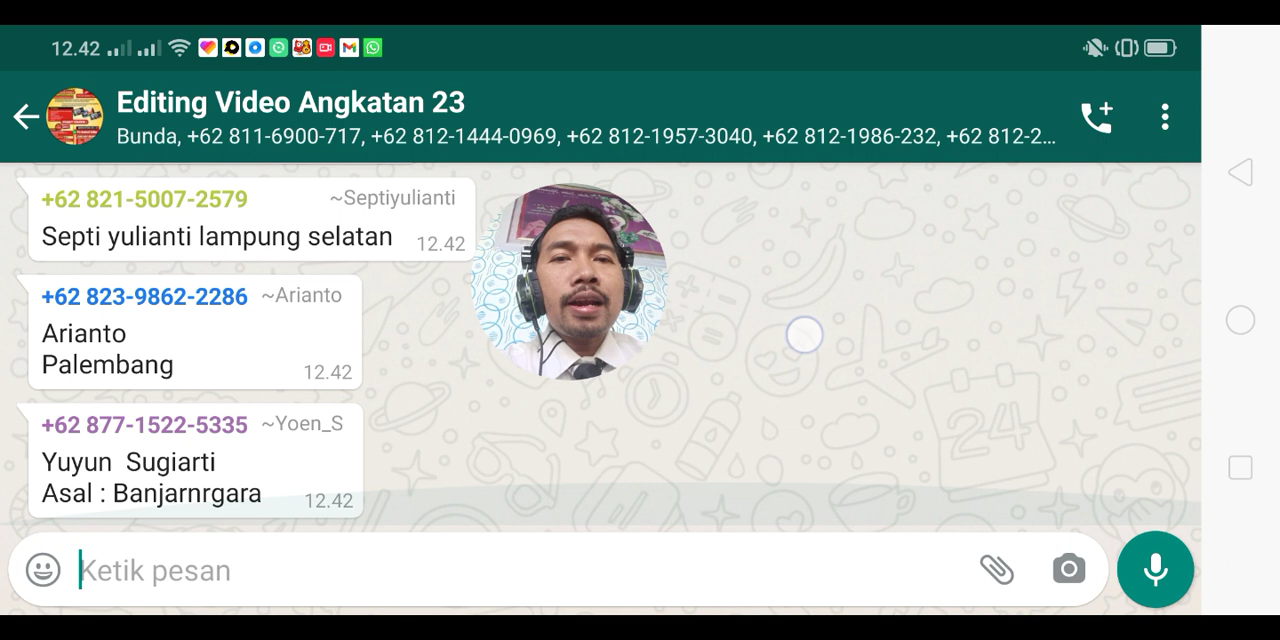 12.42
Editing Video Angkatan 23
Bunda, +62 811-6900-717, +62 812-1444-0969, +62 812-1957-3040, +62 812-1986-232, +62 812-2...
+62 821-5007-2579 ~Septiyulianti
Septi yulianti lampung selatan 12.42
+62 823-9862-2286 ~Arianto
Arianto
Palembang 12.42
+62 877-1522-5335 ~Yoen_S
Yuyun Sugiarti
Asal : Banjarnrgara 12.42
Ketik pesan